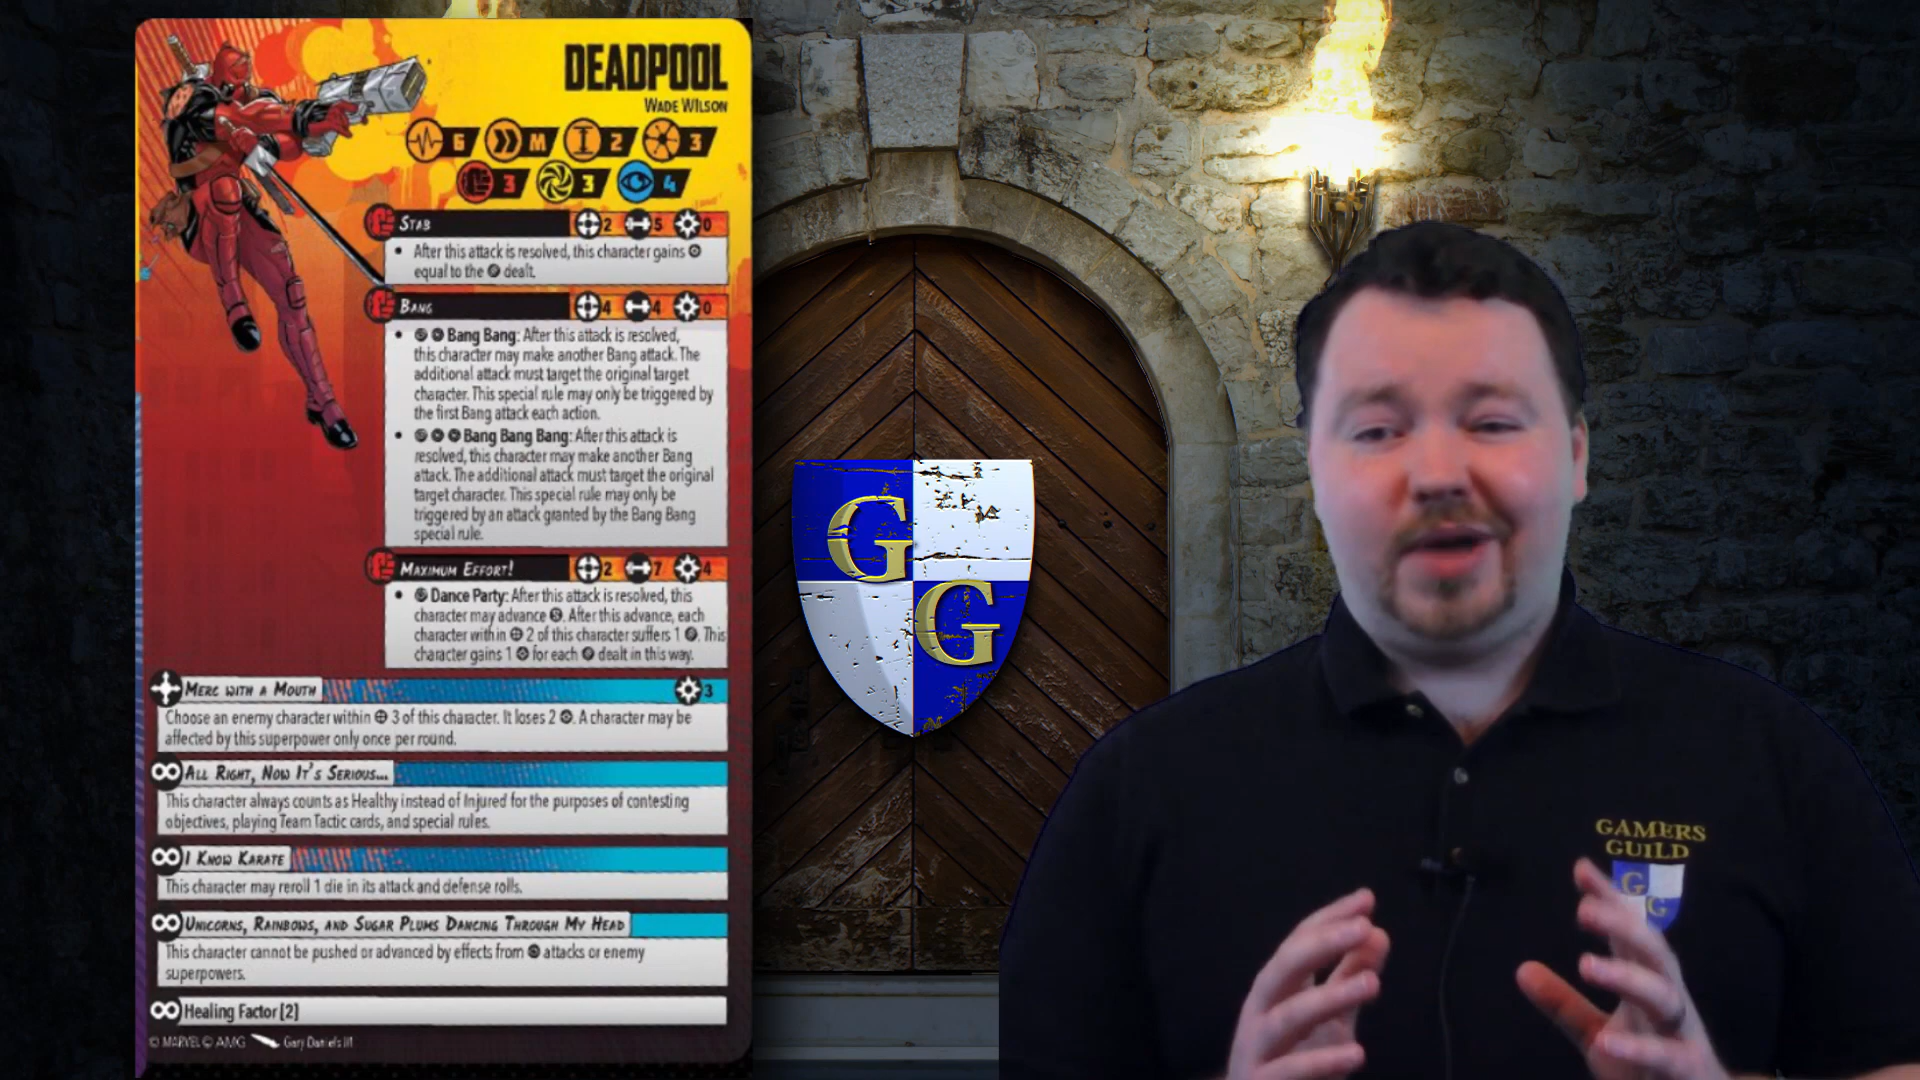 DEADPOOL
WADE WILSON
6 M 2 3
3 3 4
STAB 2 5 0
After this attack is resolved, this character gains
equal to the dealt.
BANG 4 4 0
Bang Bang: After this attack is resolved,
this character may make another Bang attack. The
additional attack must target the original target
character. This special rule may only be triggered by
the first Bang attack each action.
Bang Bang Bang: After this attack is
resolved, this character may make another Bang
attack. The additional attack must target the original
target character. This special rule may only be
triggered by an attack granted by the Bang Bang
special rule.
MAXIMUM EFFORT! 2 7 4
Dance Party: After this attack is resolved, this
character may advance S. After this advance, each
character within 2 of this character suffers 1 . This
character gains 1 for each dealt in this way.
MERC WITH A MOUTH 3
Choose an enemy character within 3 of this character. It loses 2 . A character may be
affected by this superpower only once per round.
ALL RIGHT, NOW IT'S SERIOUS...
This character always counts as Healthy instead of Injured for the purposes of contesting
objectives, playing Team Tactic cards, and special rules.
I KNOW KARATE
This character may reroll 1 die in its attack and defense rolls.
UNICORNS, RAINBOWS, AND SUGAR PLUMS DANCING THROUGH MY HEAD
This character cannot be pushed or advanced by effects from attacks or enemy
superpowers.
Healing Factor [2]
© MARVEL © AMG Gary Daniels III
G
G
GAMERS
GUILD
G
G